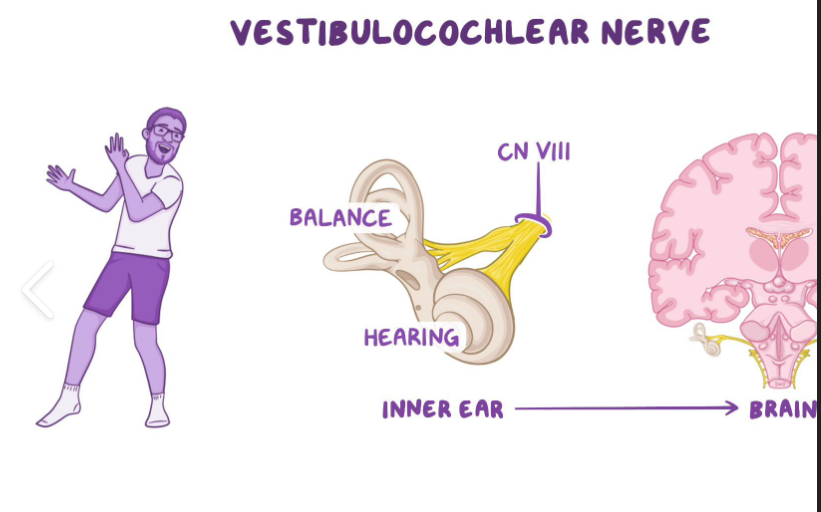 VESTIBULOCOCHLEAR NERVE
CN VIII
BALANCE
HEARING
INNER EAR
BRAIN